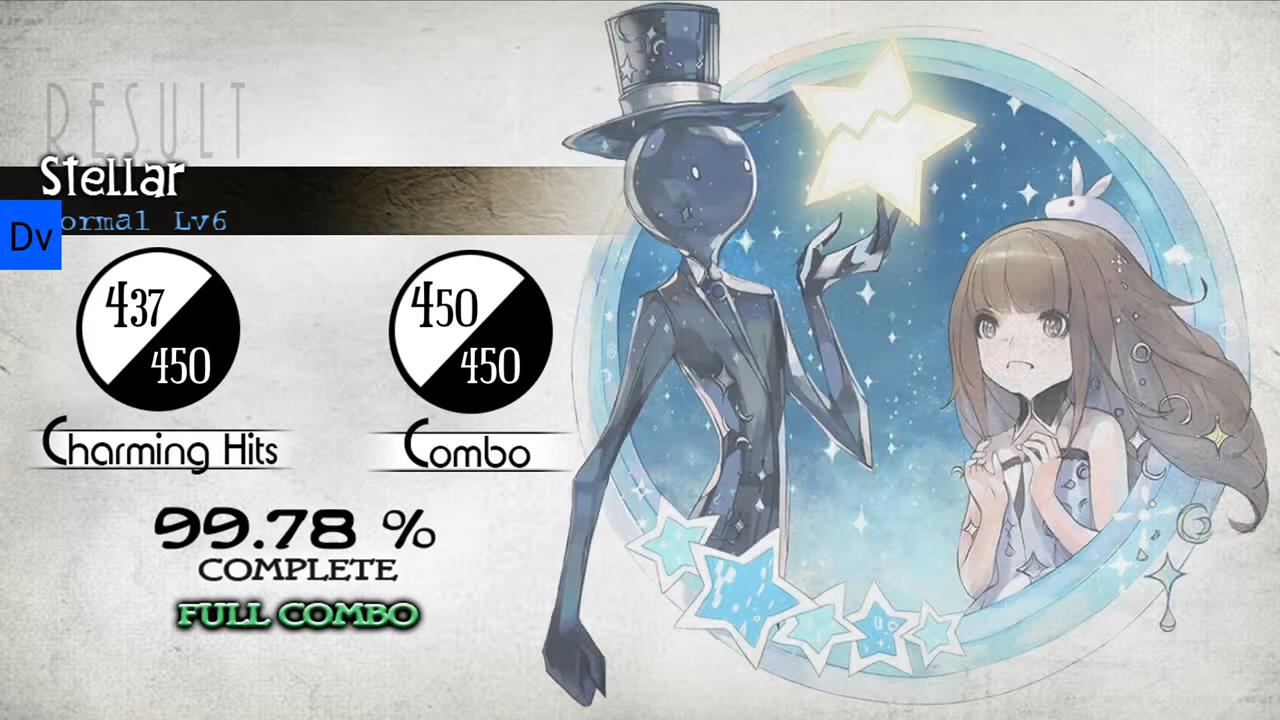 RESULT
Stellar
ormal Lv6
Dv
437
450
450
450
Charming Hits
Combo
99.78 %
COMPLETE
FULL COMBO